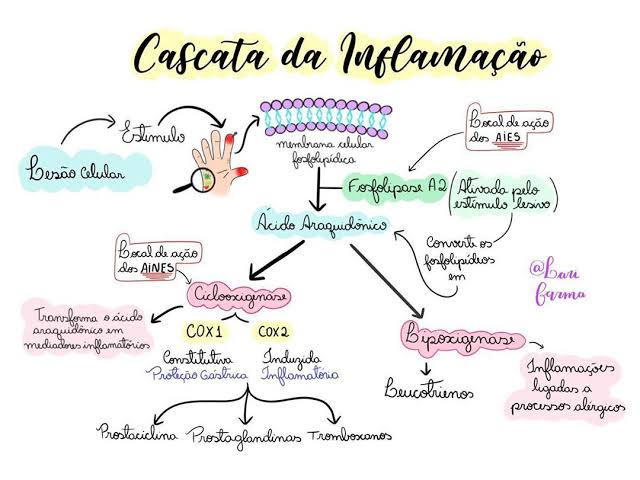 Cascata da Inflamação
Lesão Celular
Estímulo
membrana celular
fosfolipídica
Local de ação
dos AIES
Fosfolipase A2
(Ativada pelo
estímulo lesivo)
Ácido Araquidônico
Converte os
fosfolipídeos
em
@Lari
farma
Local de ação
dos AINES
Ciclooxigenase
Transforma o ácido
araquidônico em
mediadores inflamatórios
COX1
COX2
Constitutiva
Proteção Gástrica
Induzida
Inflamatória
Prostaciclina
Prostaglandinas
Tromboxanos
Lipoxigenase
Leucotrienos
Inflamações
ligadas a
processos alérgicos